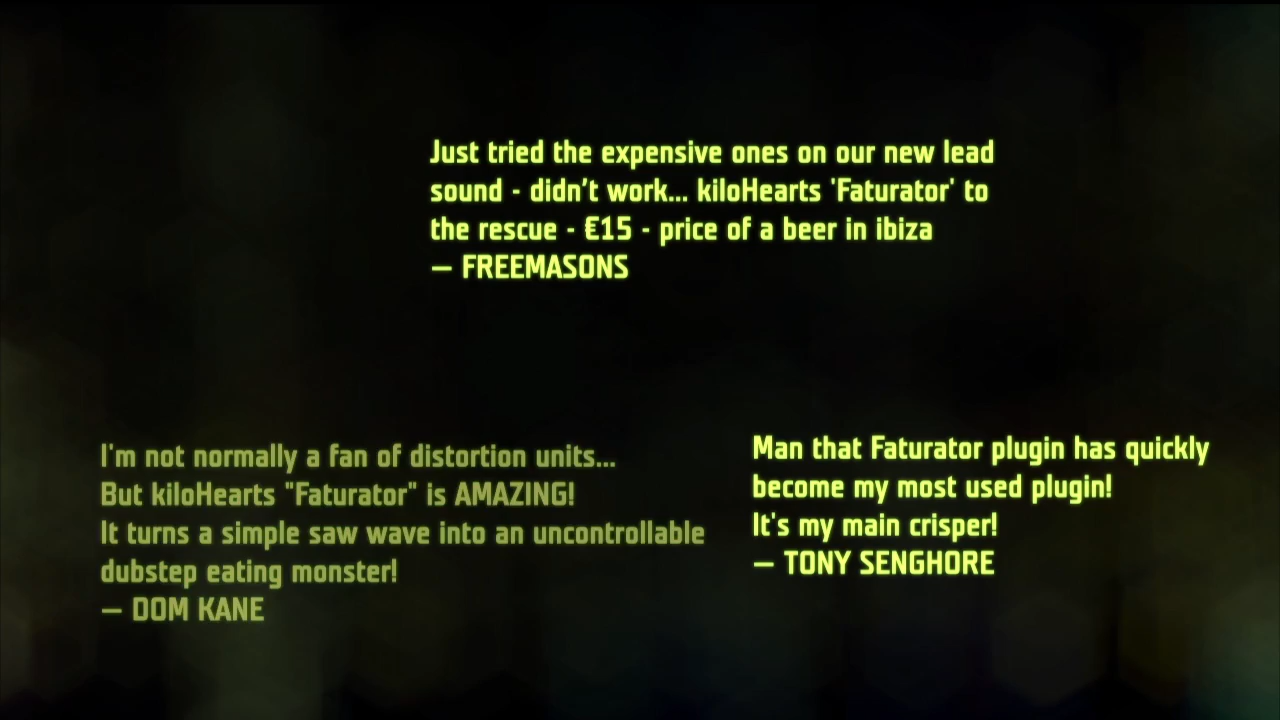 Just tried the expensive ones on our new lead
sound - didn't work... kiloHearts 'Faturator' to
the rescue - €15 - price of a beer in ibiza
— FREEMASONS
I'm not normally a fan of distortion units...
But kiloHearts "Faturator" is AMAZING!
It turns a simple saw wave into an uncontrollable
dubstep eating monster!
— DOM KANE
Man that Faturator plugin has quickly
become my most used plugin!
It's my main crisper!
— TONY SENGHORE